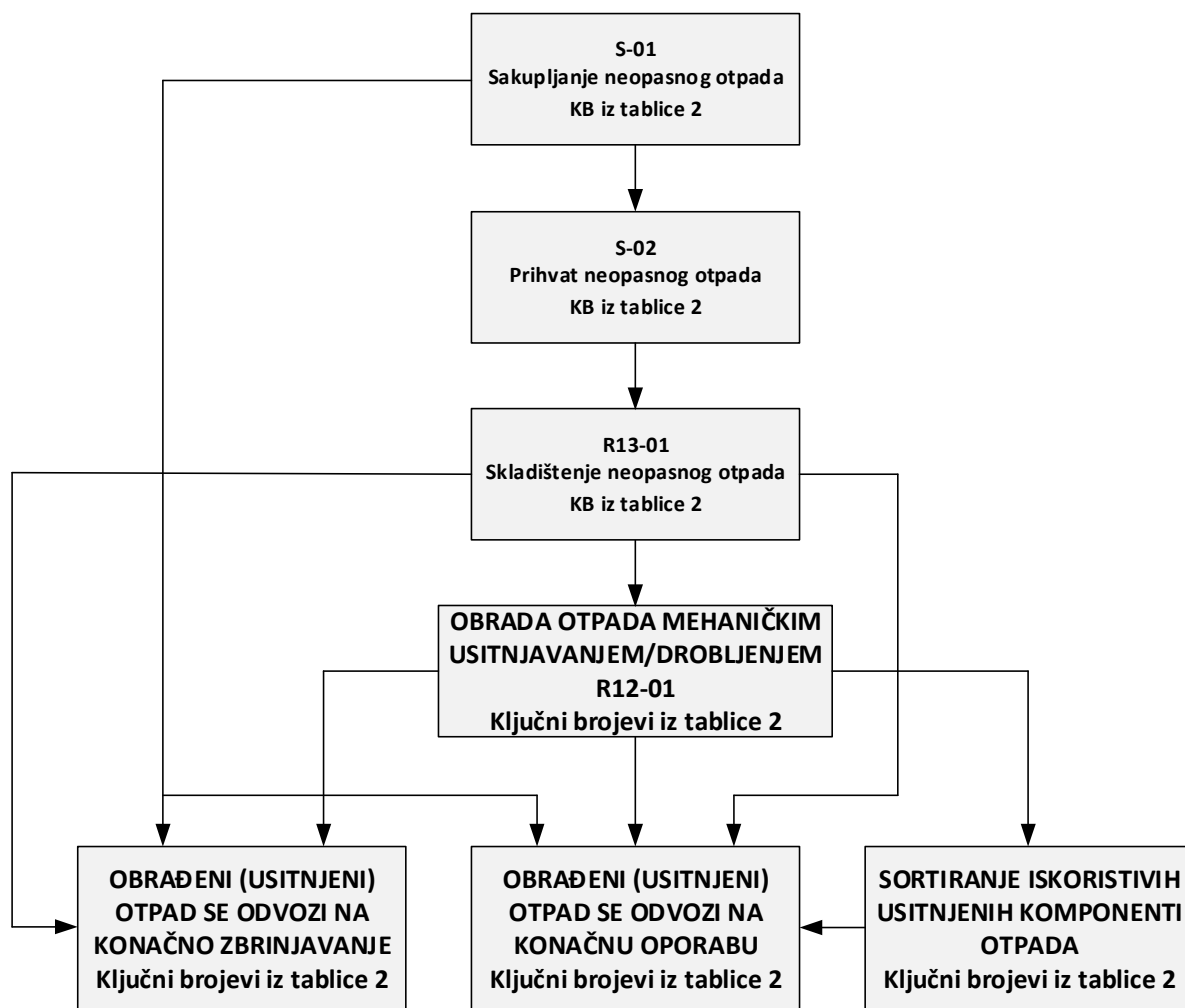 S-01
Sakupljanje neopasnog otpada
KB iz tablice 2
S-02
Prihvat neopasnog otpada
KB iz tablice 2
R13-01
Skladištenje neopasnog otpada
KB iz tablice 2
OBRADA OTPADA MEHANIČKIM
USITNJAVANJEM/DROBLJENJEM
R12-01
Ključni brojevi iz tablice 2
OBRAĐENI (USITNJENI)
OTPAD SE ODVOZI NA
KONAČNO ZBRINJAVANJE
Ključni brojevi iz tablice 2
OBRAĐENI (USITNJENI)
OTPAD SE ODVOZI NA
KONAČNU OPORABU
Ključni brojevi iz tablice 2
SORTIRANJE ISKORISTIVIH
USITNJENIH KOMPONENTI
OTPADA
Ključni brojevi iz tablice 2